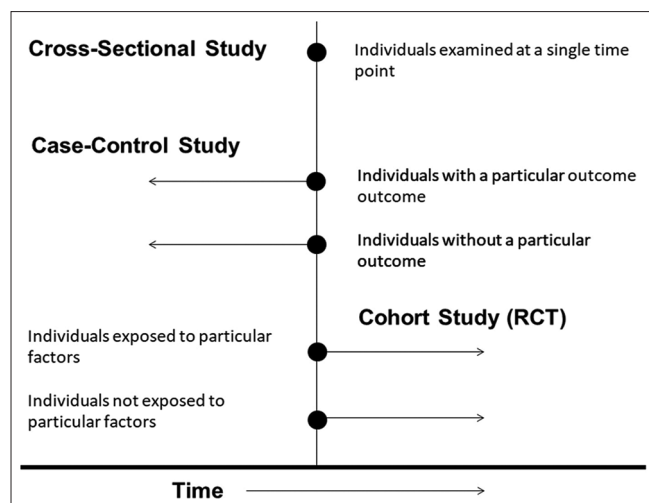 Cross-Sectional Study
Individuals examined at a single time
point
Case-Control Study
Individuals with a particular outcome
outcome
Individuals without a particular
outcome
Cohort Study (RCT)
Individuals exposed to particular
factors
Individuals not exposed to
particular factors
Time